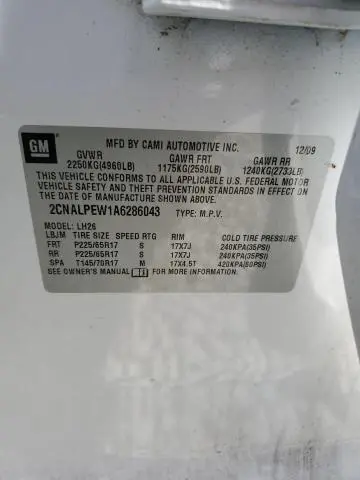 GM
MFD BY CAMI AUTOMOTIVE INC. 12/09
GVWR GAWR FRT GAWR RR
2250KG(4960LB) 1175KG(2590LB) 1240KG(2733LB)
THIS VEHICLE CONFORMS TO ALL APPLICABLE U.S. FEDERAL MOTOR
VEHICLE SAFETY, BUMPER, AND THEFT PREVENTION STANDARDS IN
EFFECT ON THE DATE OF MANUFACTURE SHOWN ABOVE.
2CNALPEW1A6286043 TYPE: M.P.V.
MODEL: LH26
LBJM TIRE SIZE SPEED RTG RIM COLD TIRE PRESSURE
FRT P225/65R17 S 17X7J 240KPA(35PSI)
RR P225/65R17 S 17X7J 240KPA(35PSI)
SPA T145/70R17 M 17X4.5T 420KPA(60PSI)
SEE OWNER'S MANUAL FOR MORE INFORMATION.